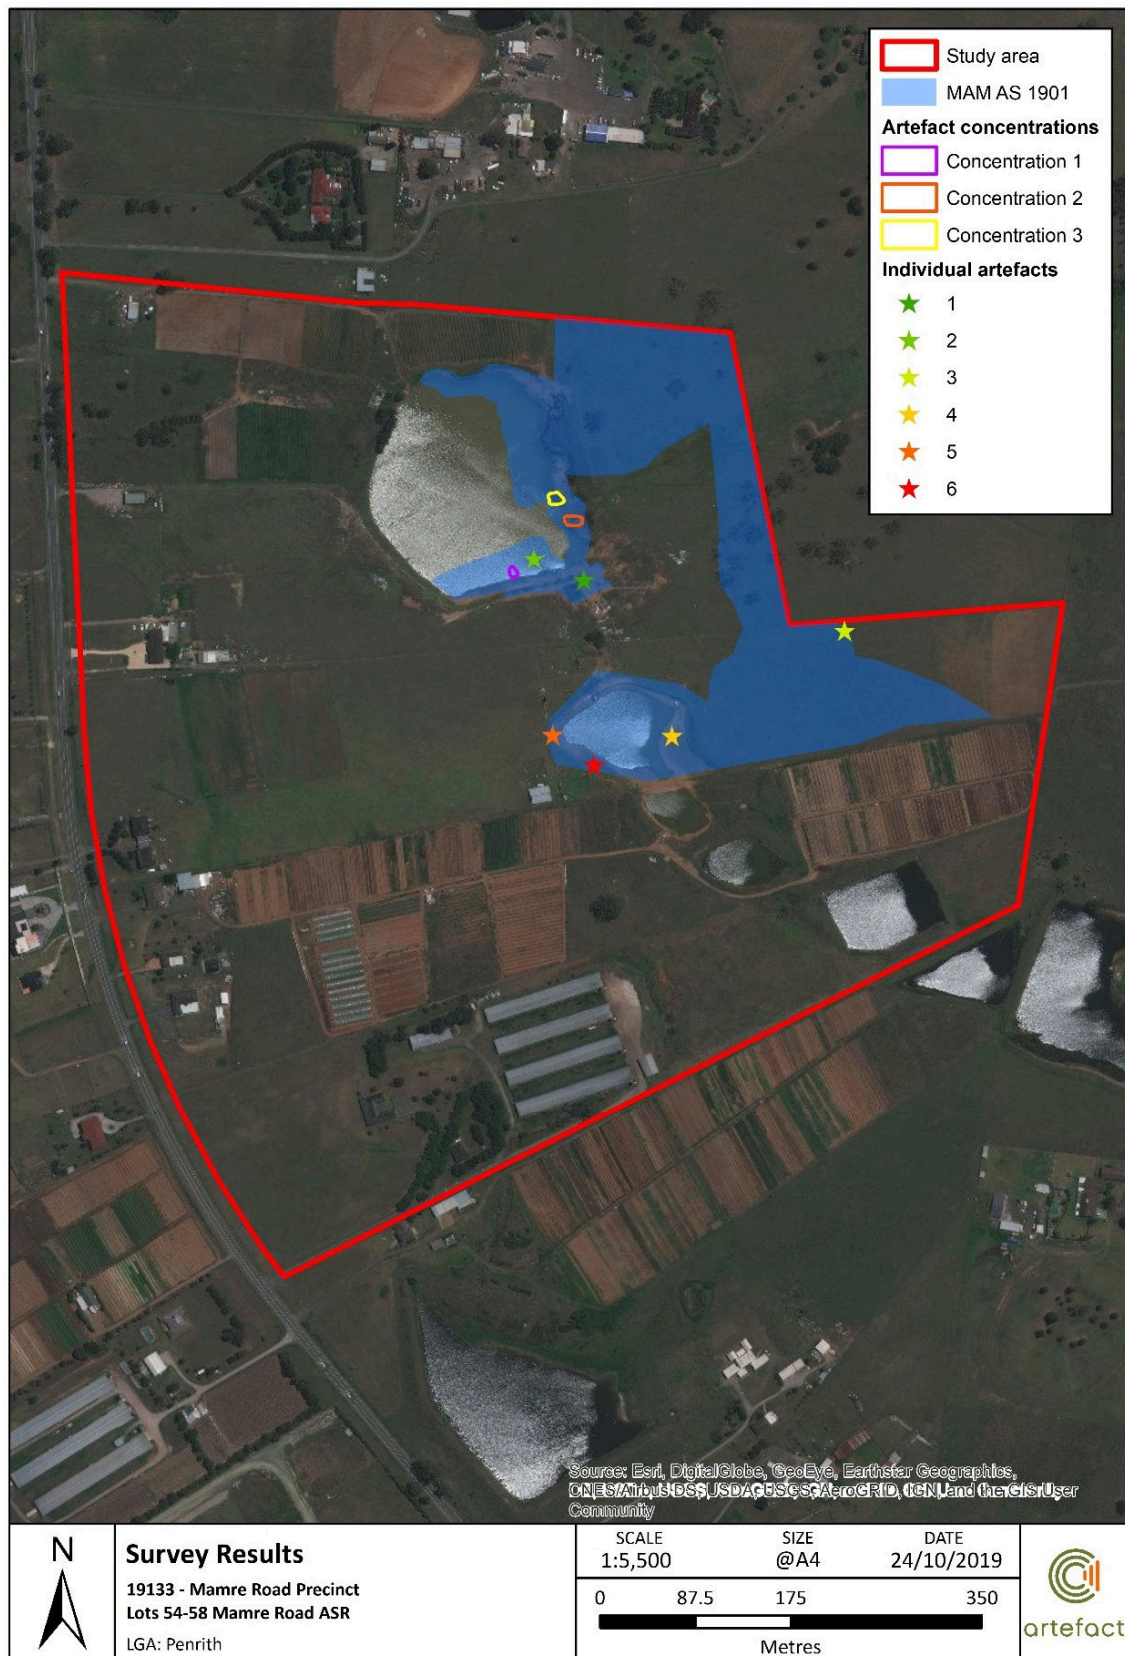 Study area
MAM AS 1901
Artefact concentrations
Concentration 1
Concentration 2
Concentration 3
Individual artefacts
1
2
3
4
5
6
Source: Esri, DigitalGlobe, GeoEye, Earthstar Geographics,
CNES/Airbus DS, USDA, USGS, AeroGRID, IGN, and the GIS User
Community
N
Survey Results
19133 - Mamre Road Precinct
Lots 54-58 Mamre Road ASR
LGA: Penrith
SCALE
1:5,500
SIZE
@A4
DATE
24/10/2019
0 87.5 175 350
Metres
artefact